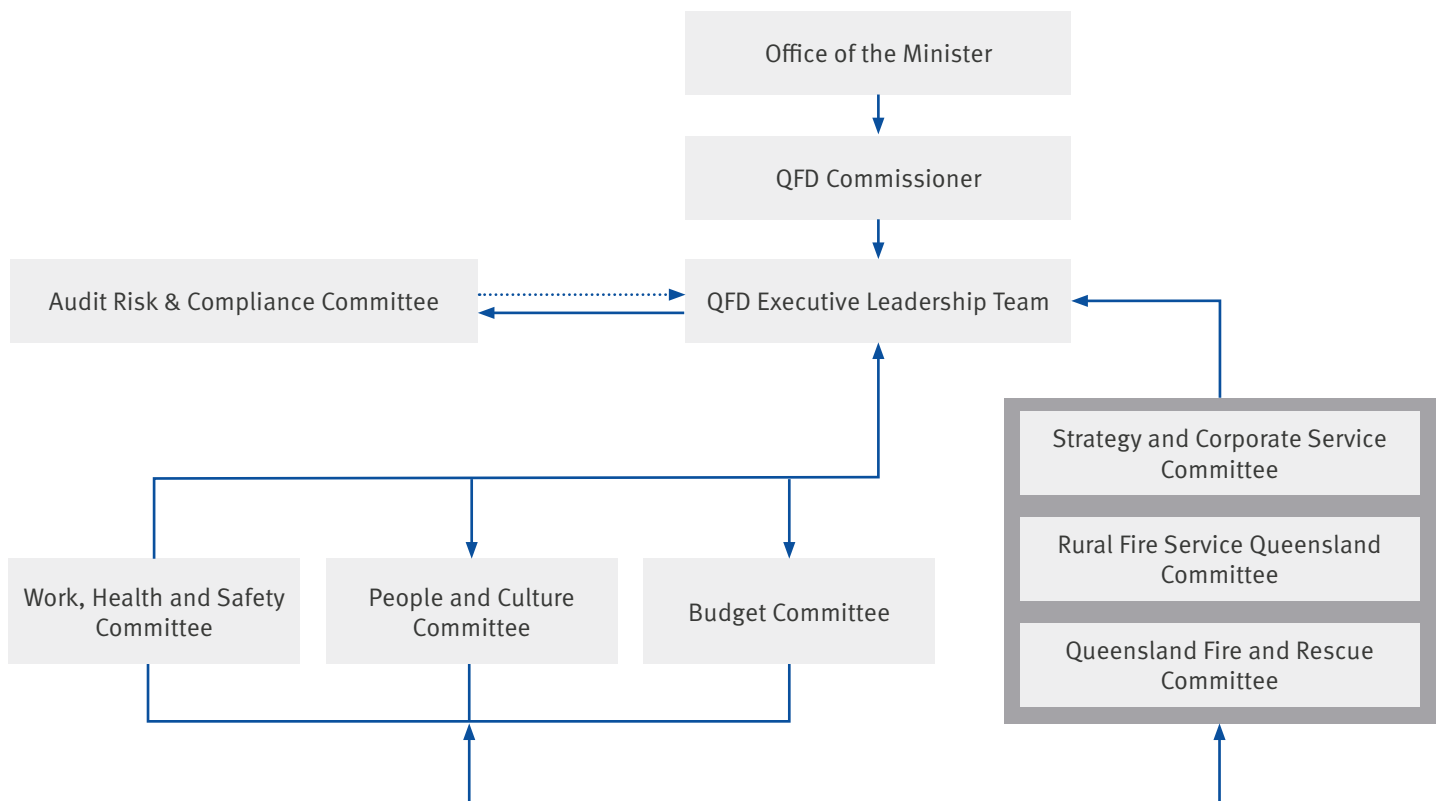 Office of the Minister
QFD Commissioner
Audit Risk & Compliance Committee
QFD Executive Leadership Team
Strategy and Corporate Service
Committee
Rural Fire Service Queensland
Committee
Queensland Fire and Rescue
Committee
Work, Health and Safety
Committee
People and Culture
Committee
Budget Committee